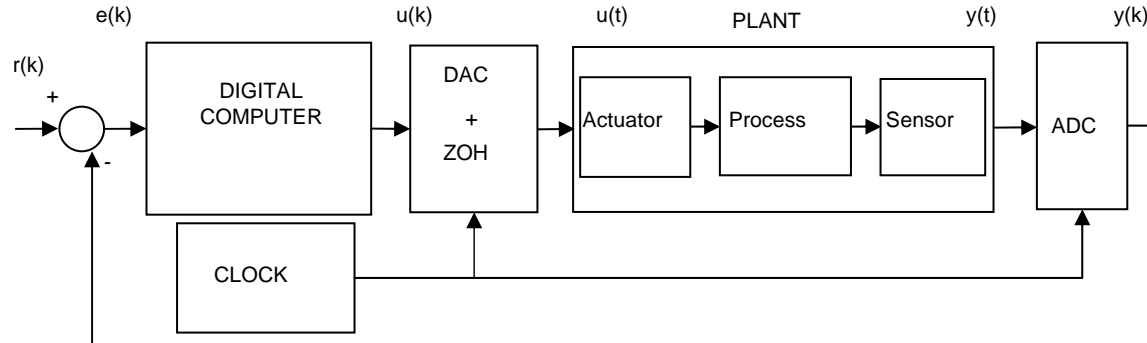 e(k) u(k) u(t) PLANT y(t) y(k)
r(k)
+
-
DIGITAL
COMPUTER
DAC
+
ZOH
Actuator
Process
Sensor
ADC
CLOCK